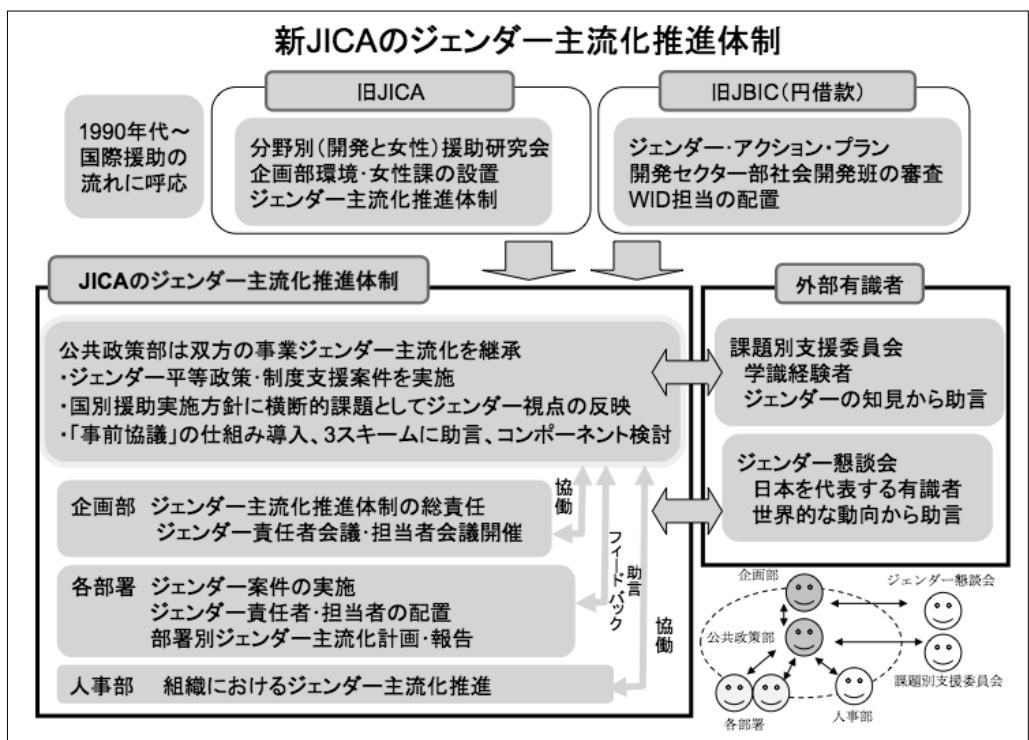 新JICAのジェンダー主流化推進体制
1990年代～
国際援助の
流れに呼応
旧JICA
分野別(開発と女性)援助研究会
企画部環境・女性課の設置
ジェンダー主流化推進体制
旧JBIC(円借款)
ジェンダー・アクション・プラン
開発セクター部社会開発班の審査
WID担当の配置
JICAのジェンダー主流化推進体制
公共政策部は双方の事業ジェンダー主流化を継承
・ジェンダー平等政策・制度支援案件を実施
・国別援助実施方針に横断的課題としてジェンダー視点の反映
・「事前協議」の仕組み導入、3スキームに助言、コンポーネント検討
企画部 ジェンダー主流化推進体制の総責任
ジェンダー責任者会議・担当者会議開催
協働
各部署 ジェンダー案件の実施
ジェンダー責任者・担当者の配置
部署別ジェンダー主流化計画・報告
フィードバック
助言
人事部 組織におけるジェンダー主流化推進
協働
外部有識者
課題別支援委員会
学識経験者
ジェンダーの知見から助言
ジェンダー懇談会
日本を代表する有識者
世界的な動向から助言
企画部
ジェンダー懇談会
公共政策部
課題別支援委員会
各部署
人事部